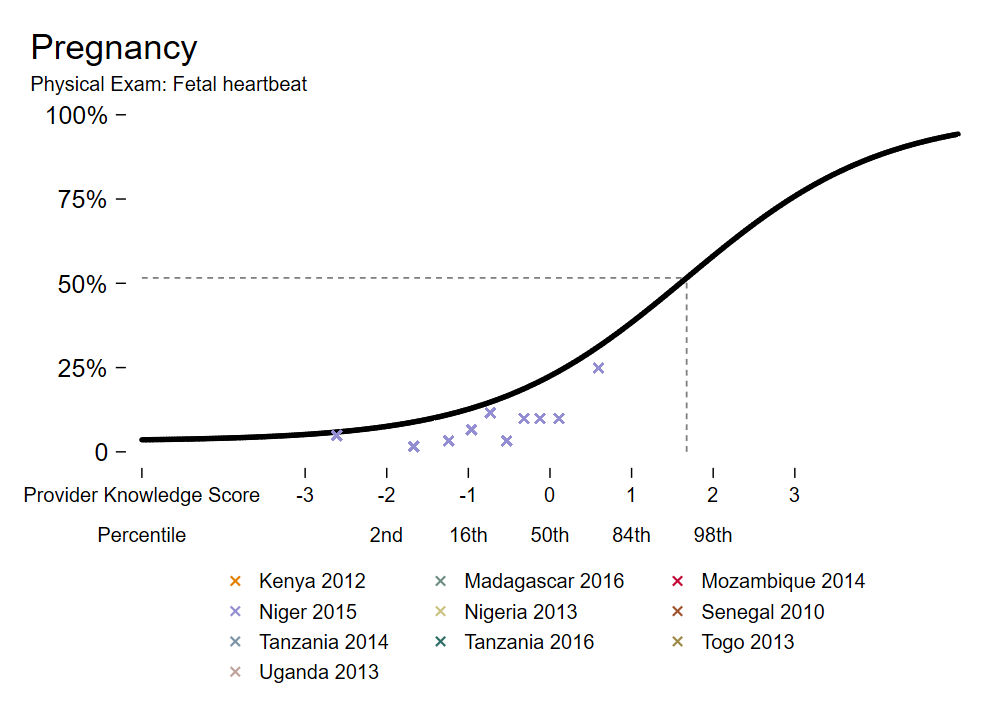 Pregnancy
Physical Exam: Fetal heartbeat
100%
75%
50%
25%
0
Provider Knowledge Score -3 -2 -1 0 1 2 3
Percentile 2nd 16th 50th 84th 98th
Kenya 2012 Madagascar 2016 Mozambique 2014
Niger 2015 Nigeria 2013 Senegal 2010
Tanzania 2014 Tanzania 2016 Togo 2013
Uganda 2013